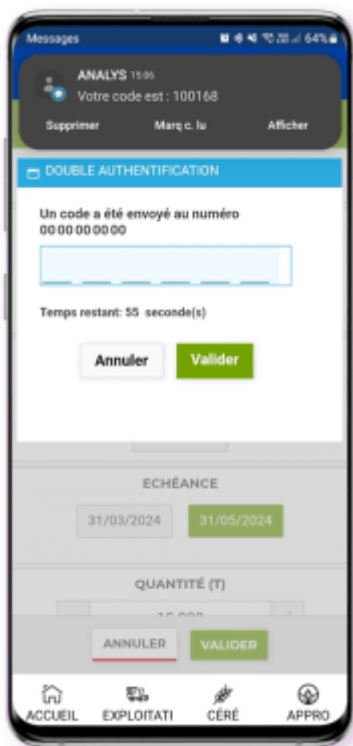 Messages 64%
ANALYS 15:06
Votre code est : 100168
Supprimer Marq c. lu Afficher
DOUBLE AUTHENTIFICATION
Un code a été envoyé au numéro
00 00 00 00 00
Temps restant: 55 seconde(s)
Annuler Valider
ECHÉANCE
31/03/2024 31/05/2024
QUANTITÉ (T)
ANNULER VALIDER
ACCUEIL EXPLOITATI CÉRÉ APPRO